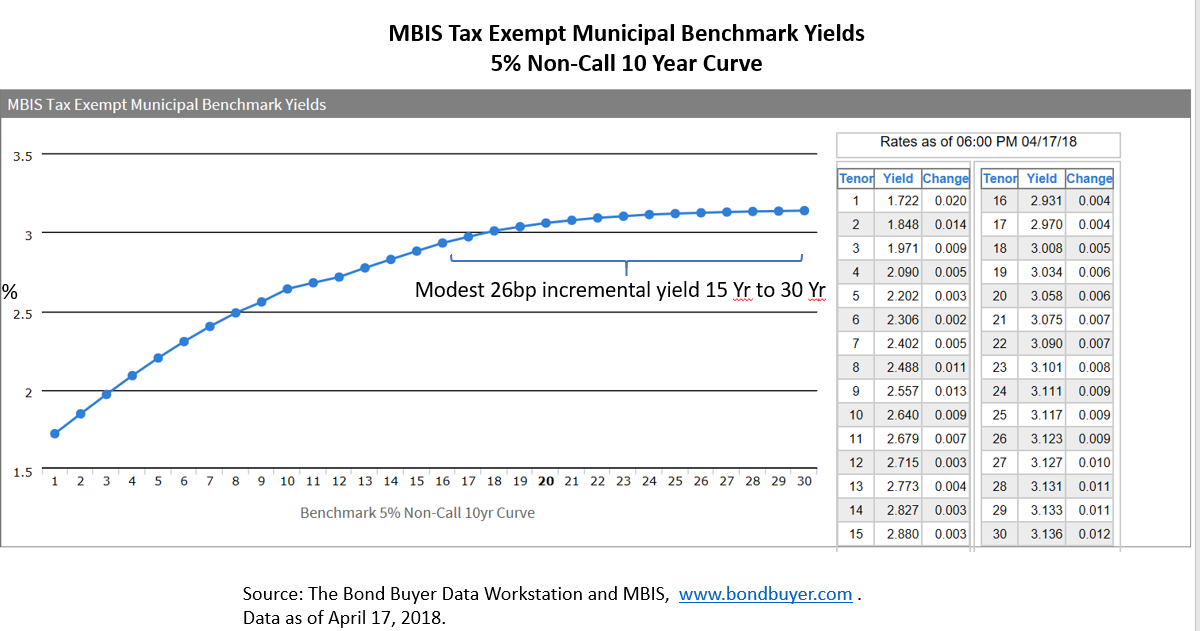 MBIS Tax Exempt Municipal Benchmark Yields
5% Non-Call 10 Year Curve
MBIS Tax Exempt Municipal Benchmark Yields
3.5
3
%
2.5
2
1.5
Modest 26bp incremental yield 15 Yr to 30 Yr
1 2 3 4 5 6 7 8 9 10 11 12 13 14 15 16 17 18 19 20 21 22 23 24 25 26 27 28 29 30
Benchmark 5% Non-Call 10yr Curve
Rates as of 06:00 PM 04/17/18
Tenor Yield Change Tenor Yield Change
1 1.722 0.020 16 2.931 0.004
2 1.848 0.014 17 2.970 0.004
3 1.971 0.009 18 3.008 0.005
4 2.090 0.005 19 3.034 0.006
5 2.202 0.003 20 3.058 0.006
6 2.306 0.002 21 3.075 0.007
7 2.402 0.005 22 3.090 0.007
8 2.488 0.011 23 3.101 0.008
9 2.557 0.013 24 3.111 0.009
10 2.640 0.009 25 3.117 0.009
11 2.679 0.007 26 3.123 0.009
12 2.715 0.003 27 3.127 0.010
13 2.773 0.004 28 3.131 0.011
14 2.827 0.003 29 3.133 0.011
15 2.880 0.003 30 3.136 0.012
Source: The Bond Buyer Data Workstation and MBIS, www.bondbuyer.com .
Data as of April 17, 2018.